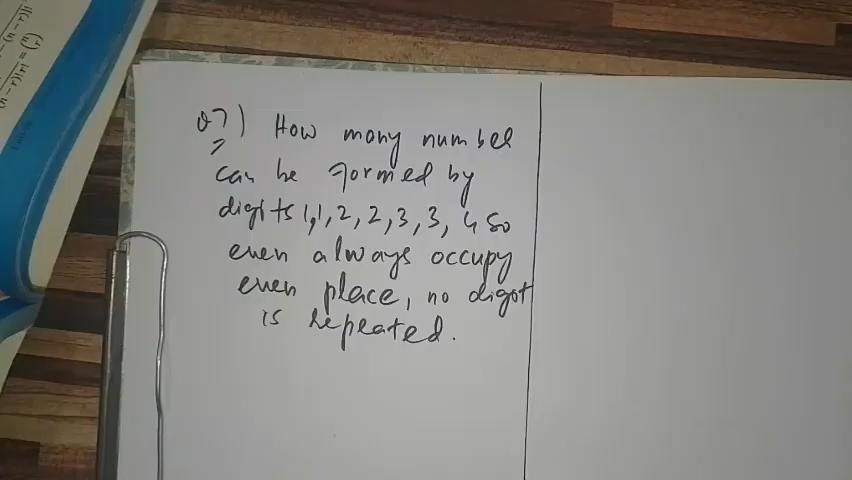 Q7) How many number
can be formed by
digits 1,1, 2, 2, 3, 3, 4 so
even always occupy
even place, no digot
is repeated.